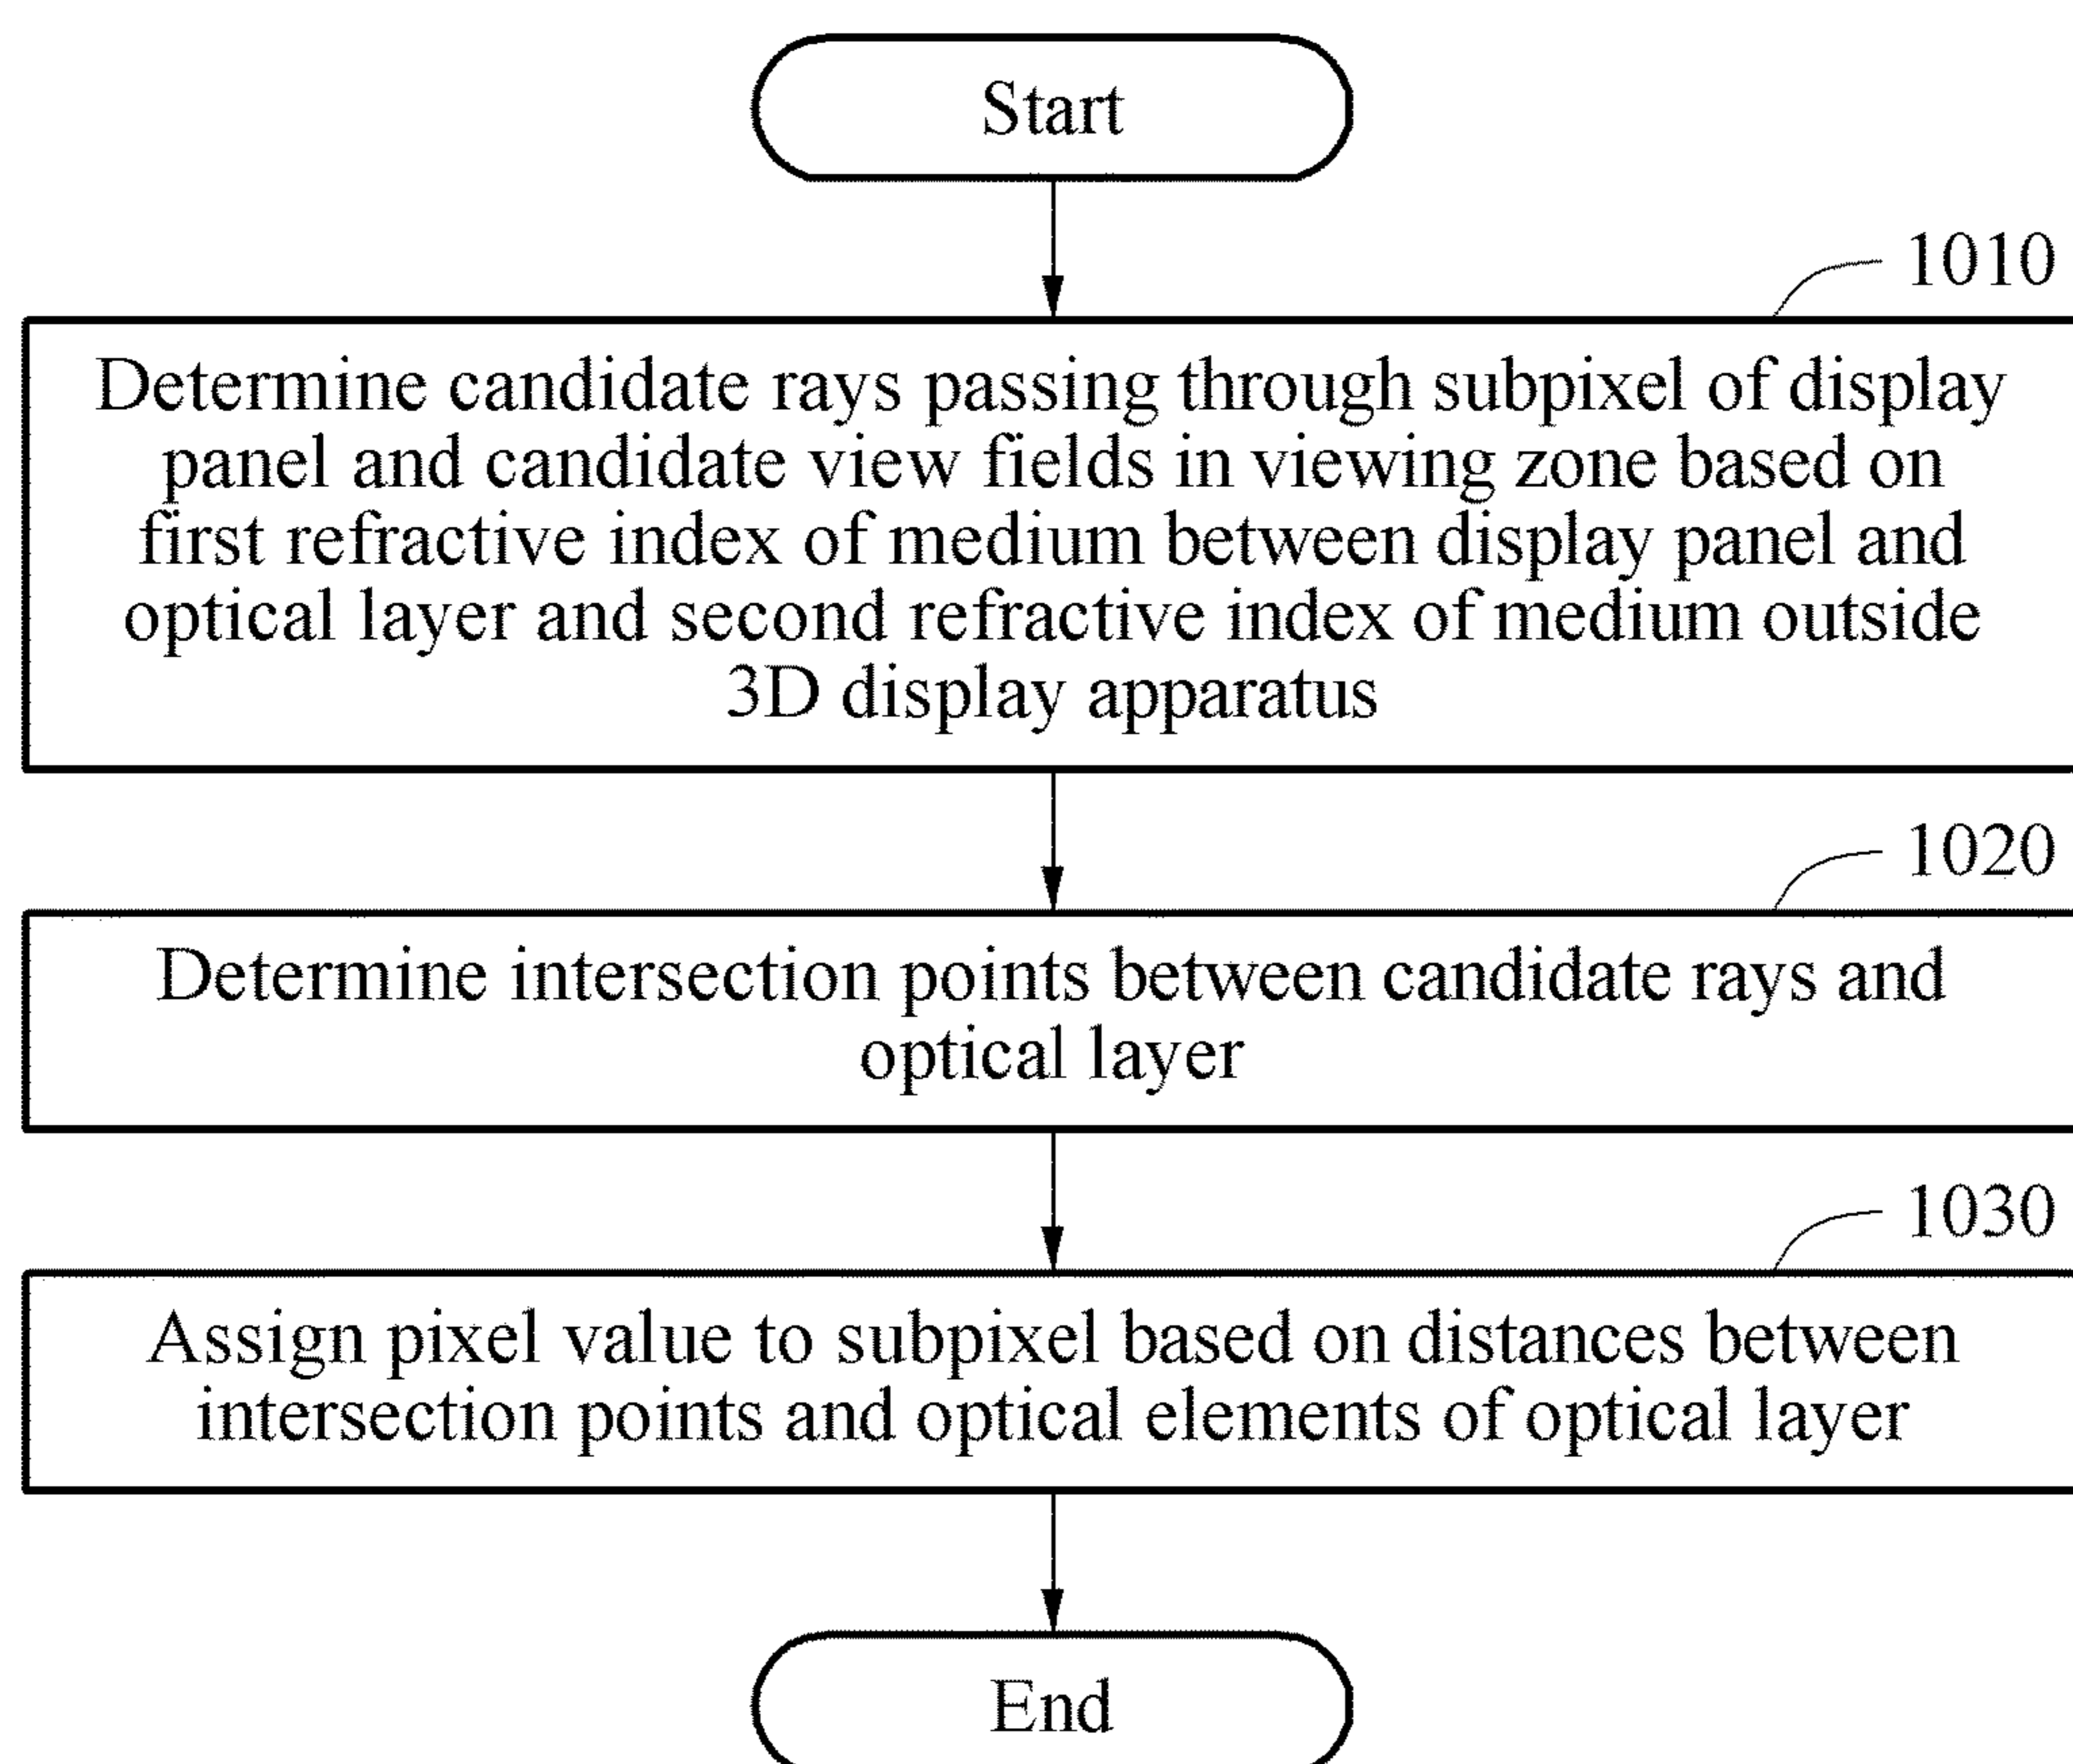 Start
1010
Determine candidate rays passing through subpixel of display
panel and candidate view fields in viewing zone based on
first refractive index of medium between display panel and
optical layer and second refractive index of medium outside
3D display apparatus
1020
Determine intersection points between candidate rays and
optical layer
1030
Assign pixel value to subpixel based on distances between
intersection points and optical elements of optical layer
End